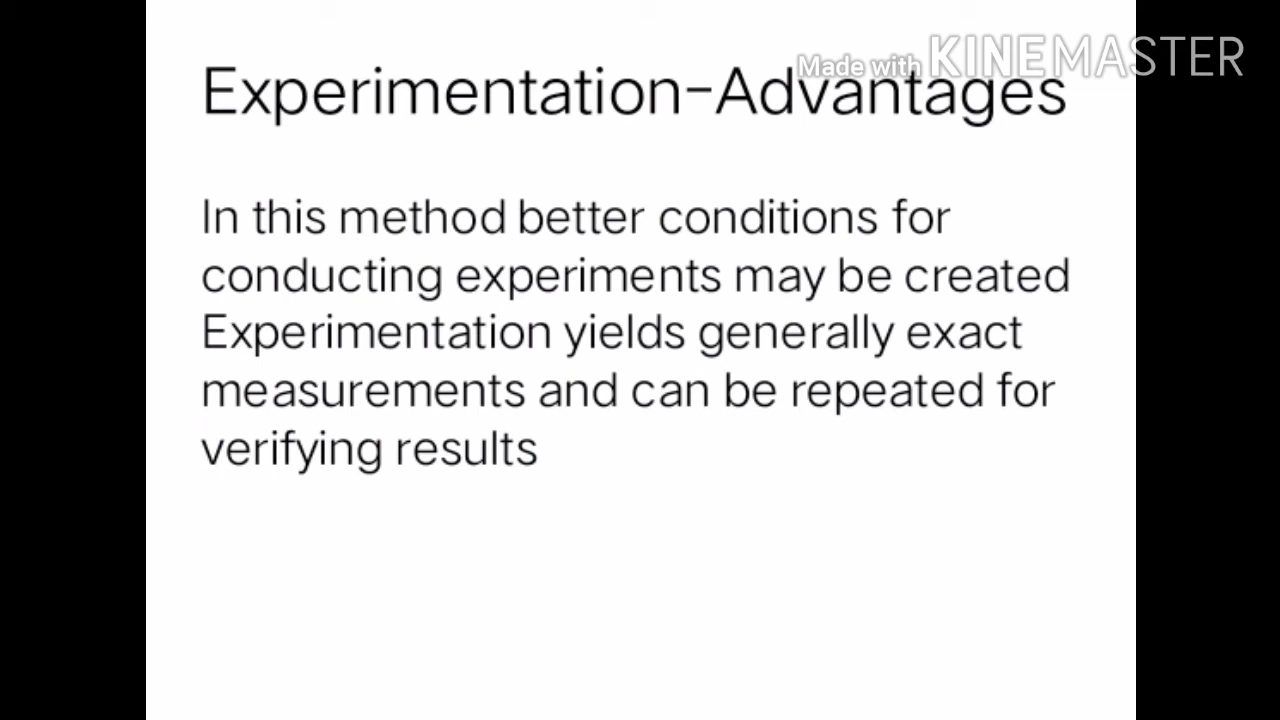 Made with KINEMASTER
Experimentation-Advantages
In this method better conditions for
conducting experiments may be created
Experimentation yields generally exact
measurements and can be repeated for
verifying results